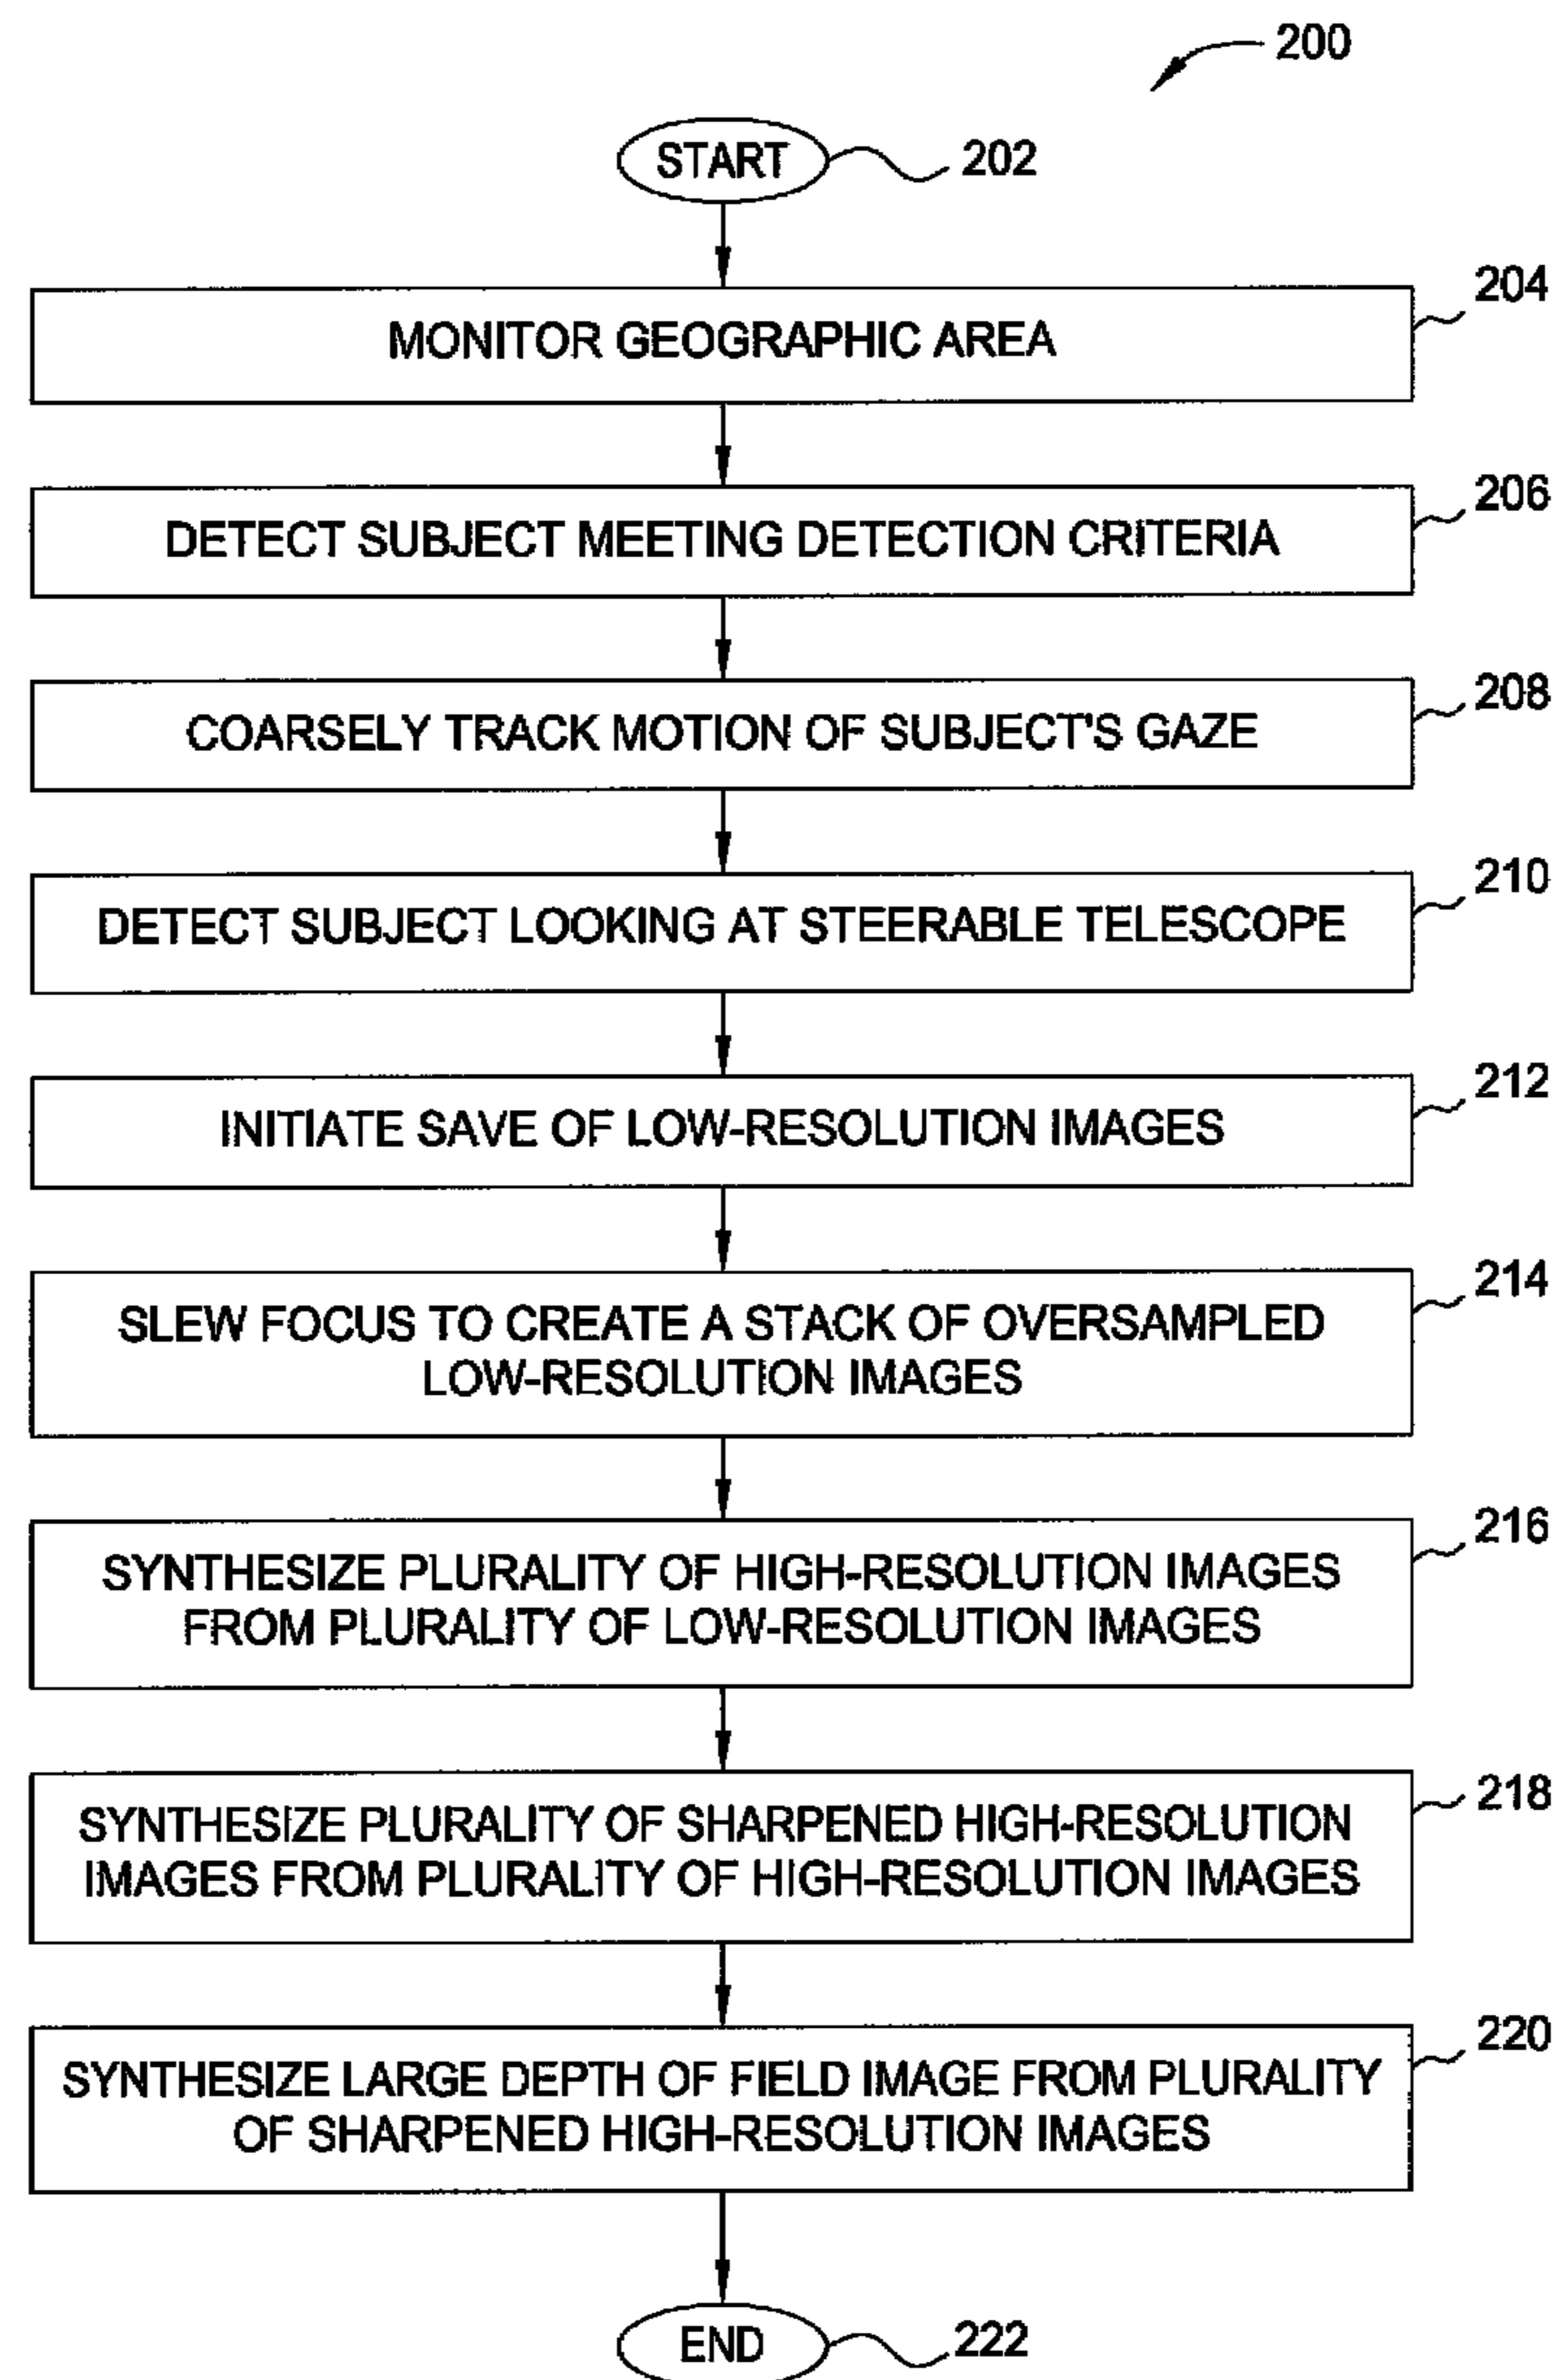 200
START
202
204
MONITOR GEOGRAPHIC AREA
206
DETECT SUBJECT MEETING DETECTION CRITERIA
208
COARSELY TRACK MOTION OF SUBJECT'S GAZE
210
DETECT SUBJECT LOOKING AT STEERABLE TELESCOPE
212
INITIATE SAVE OF LOW-RESOLUTION IMAGES
214
SLEW FOCUS TO CREATE A STACK OF OVERSAMPLED
LOW-RESOLUTION IMAGES
216
SYNTHESIZE PLURALITY OF HIGH-RESOLUTION IMAGES
FROM PLURALITY OF LOW-RESOLUTION IMAGES
218
SYNTHESIZE PLURALITY OF SHARPENED HIGH-RESOLUTION
IMAGES FROM PLURALITY OF HIGH-RESOLUTION IMAGES
220
SYNTHESIZE LARGE DEPTH OF FIELD IMAGE FROM PLURALITY
OF SHARPENED HIGH-RESOLUTION IMAGES
END
222